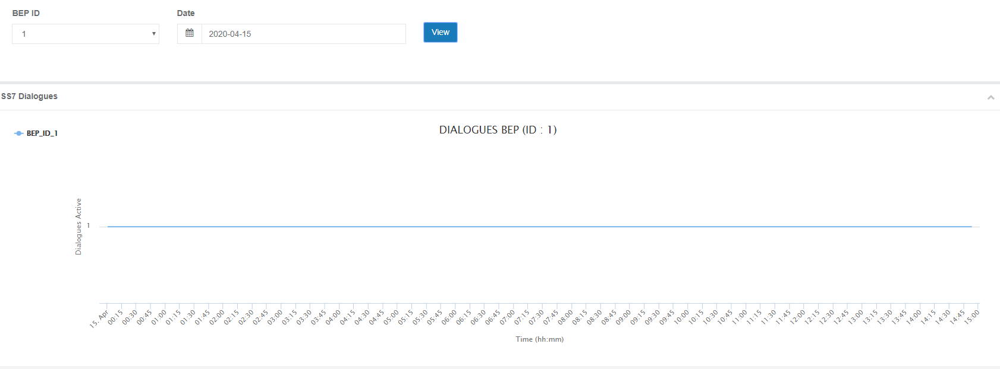 BEP ID
Date
1
2020-04-15
View
SS7 Dialogues
BEP_ID_1
DIALOGUES BEP (ID : 1)
Dialogues Active
1
15. Apr 00:15 00:30 00:45 01:00 01:15 01:30 01:45 02:00 02:15 02:30 02:45 03:00 03:15 03:30 03:45 04:00 04:15 04:30 04:45 05:00 05:15 05:30 05:45 06:00 06:15 06:30 06:45 07:00 07:15 07:30 07:45 08:00 08:15 08:30 08:45 09:00 09:15 09:30 09:45 10:00 10:15 10:30 10:45 11:00 11:15 11:30 11:45 12:00 12:15 12:30 12:45 13:00 13:15 13:30 13:45 14:00 14:15 14:30 14:45 15:00
Time (hh:mm)